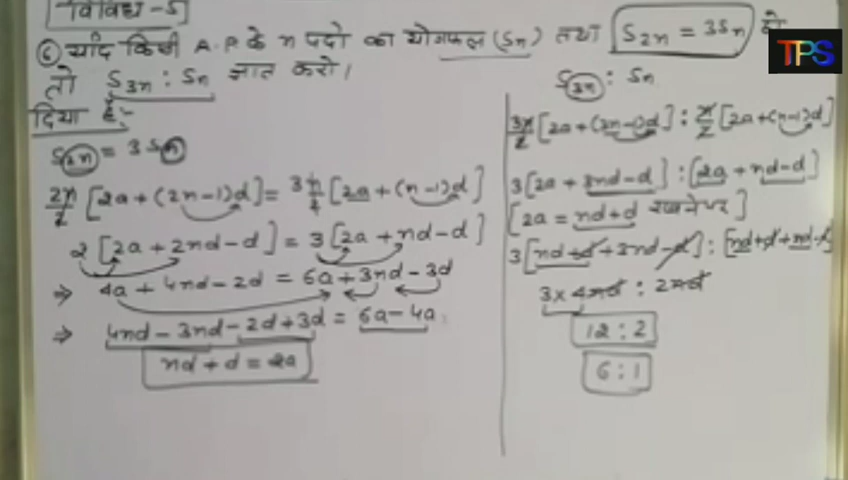 विविध - 5
TPS
⑥ यदि किसी A.P के n पदो का योगफल (Sn) तथा S2n = 3Sn हो
तो S3n : Sn ज्ञात करो।
दिया है:-
S2n = 3 Sn
2n/2 [2a + (2n-1)d] = 3n/2 [2a + (n-1)d]
2 [2a + 2nd - d] = 3 [2a + nd - d]
⇒ 4a + 4nd - 2d = 6a + 3nd - 3d
⇒ 4nd - 3nd - 2d + 3d = 6a - 4a
nd + d = 2a
S3n : Sn
3n/2 [2a + (3n-1)d] : n/2 [2a + (n-1)d]
3 [2a + 3nd - d] : [2a + nd - d]
[2a = nd + d रखनेपर]
3 [nd + d + 3nd - d] : [nd + d + nd - d]
3 x 4nd : 2nd
12 : 2
6 : 1